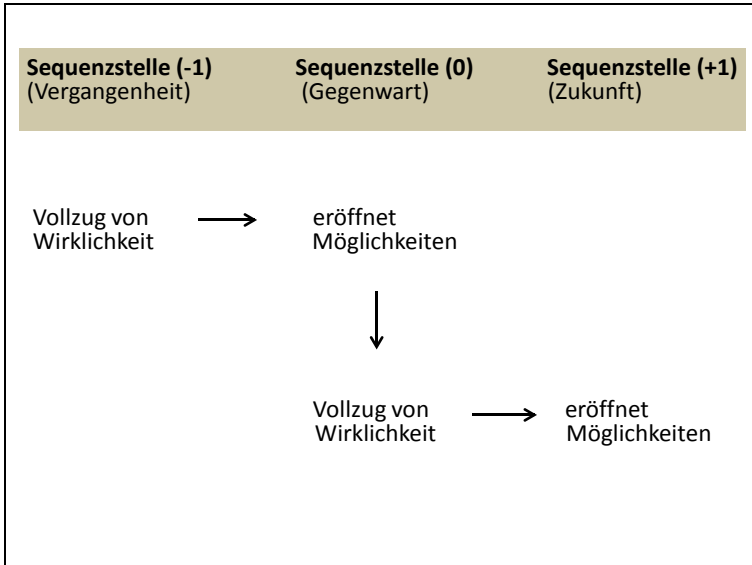 Sequenzstelle (-1) Sequenzstelle (0) Sequenzstelle (+1)
(Vergangenheit) (Gegenwart) (Zukunft)
Vollzug von eröffnet
Wirklichkeit Möglichkeiten
Vollzug von eröffnet
Wirklichkeit Möglichkeiten